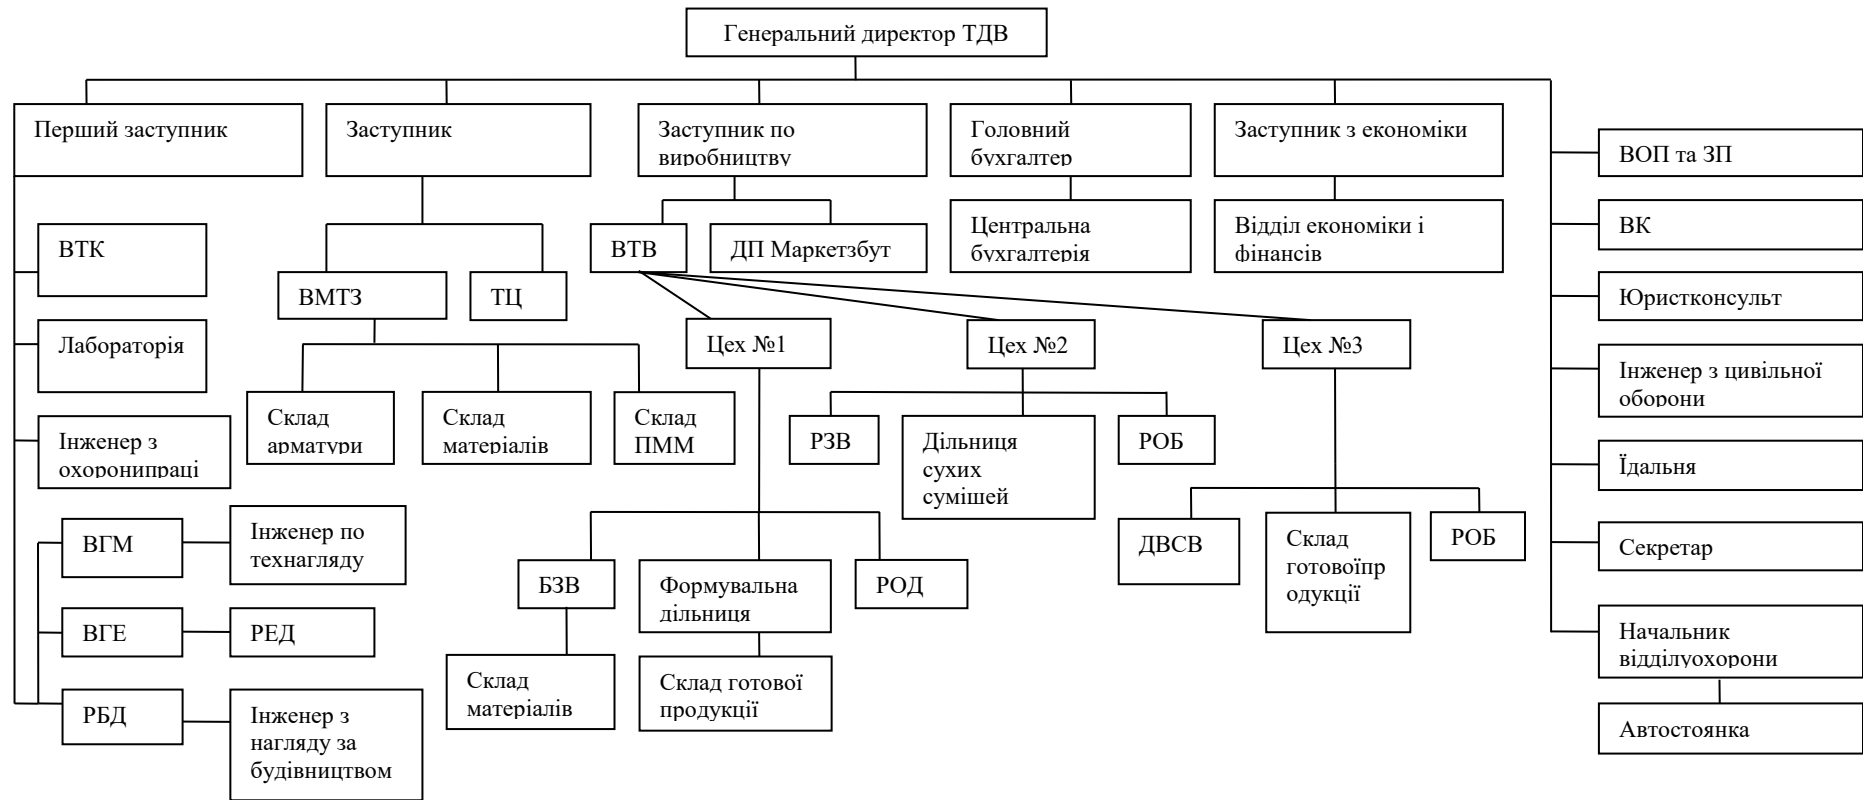 Генеральний директор ТДВ
Перший заступник
Заступник
Заступник по
виробництву
Головний
бухгалтер
Заступник з економіки
ВОП та ЗП
ВТК
ВТВ
ДП Маркетзбут
Центральна
бухгалтерія
Відділ економіки і
фінансів
ВК
ВМТЗ
ТЦ
Юристконсульт
Лабораторія
Цех №1
Цех №2
Цех №3
Інженер з цивільної
оборони
Інженер з
охоронипраці
Склад
арматури
Склад
матеріалів
Склад
ПММ
РЗВ
Дільниця
сухих
сумішей
РОБ
Їдальня
ВГМ
Інженер по
технагляду
ДВСВ
Склад
готовоїпр
одукції
РОБ
Секретар
БЗВ
Формувальна
дільниця
РОД
ВГЕ
РЕД
Начальник
відділуохорони
Склад
матеріалів
Склад готової
продукції
РБД
Інженер з
нагляду за
будівництвом
Автостоянка